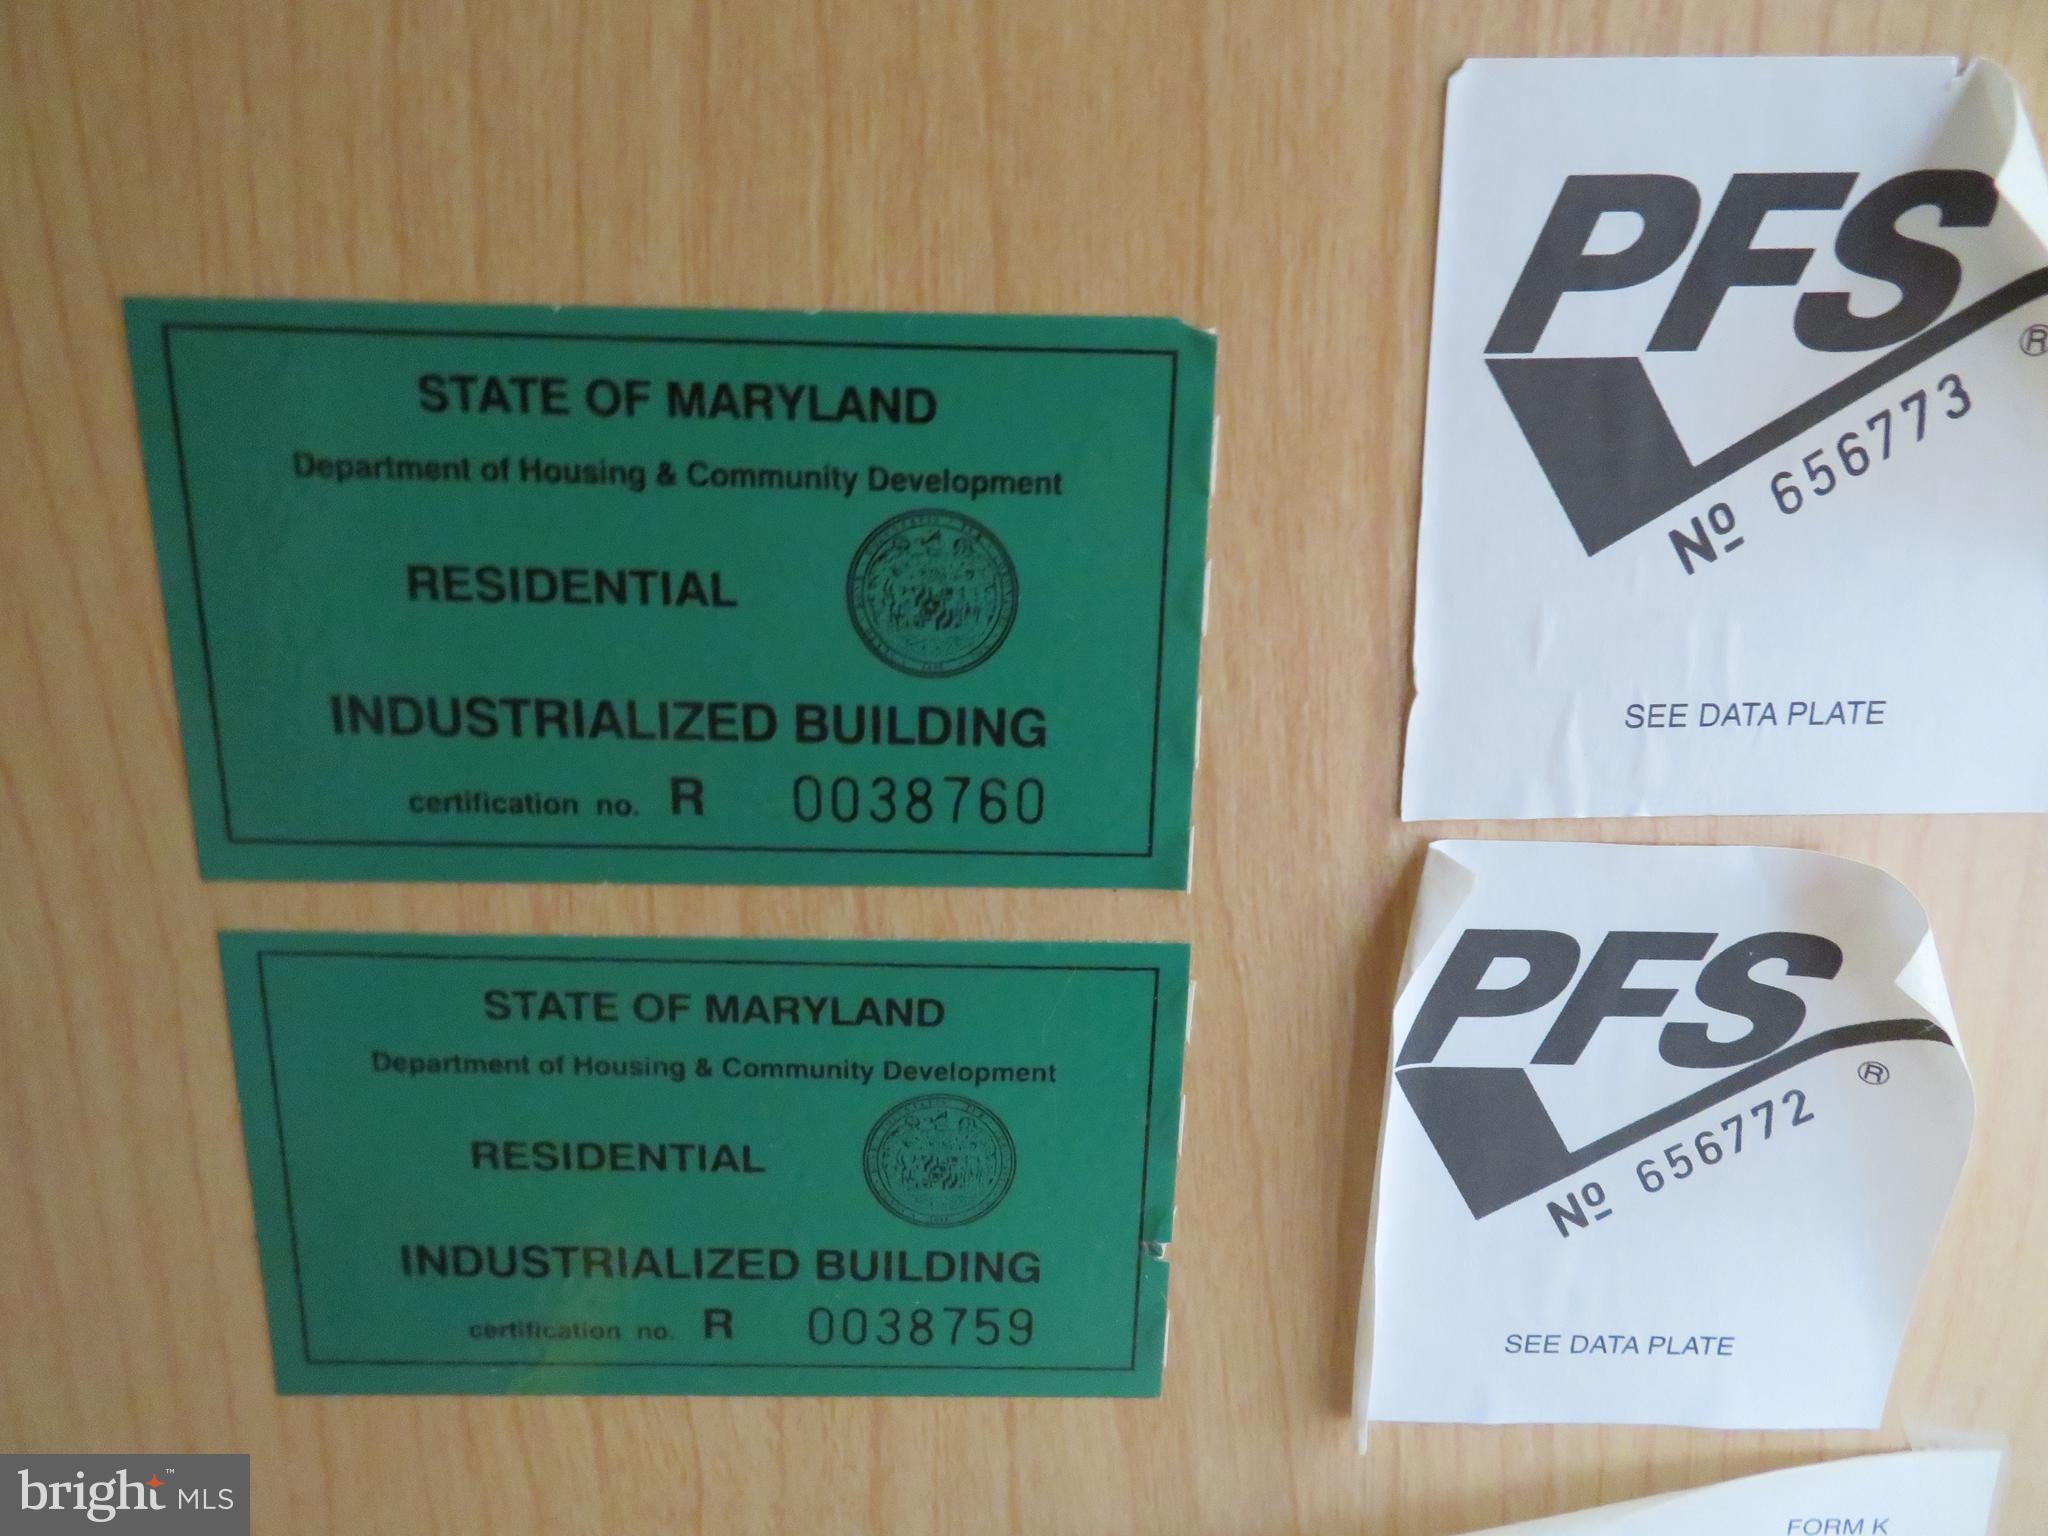 STATE OF MARYLAND
Department of Housing & Community Development
RESIDENTIAL
INDUSTRIALIZED BUILDING
certification no. R 0038760
STATE OF MARYLAND
Department of Housing & Community Development
RESIDENTIAL
INDUSTRIALIZED BUILDING
certification no. R 0038759
PFS
®
Nº 656773
SEE DATA PLATE
PFS
®
Nº 656772
SEE DATA PLATE
FORM K
bright™ MLS